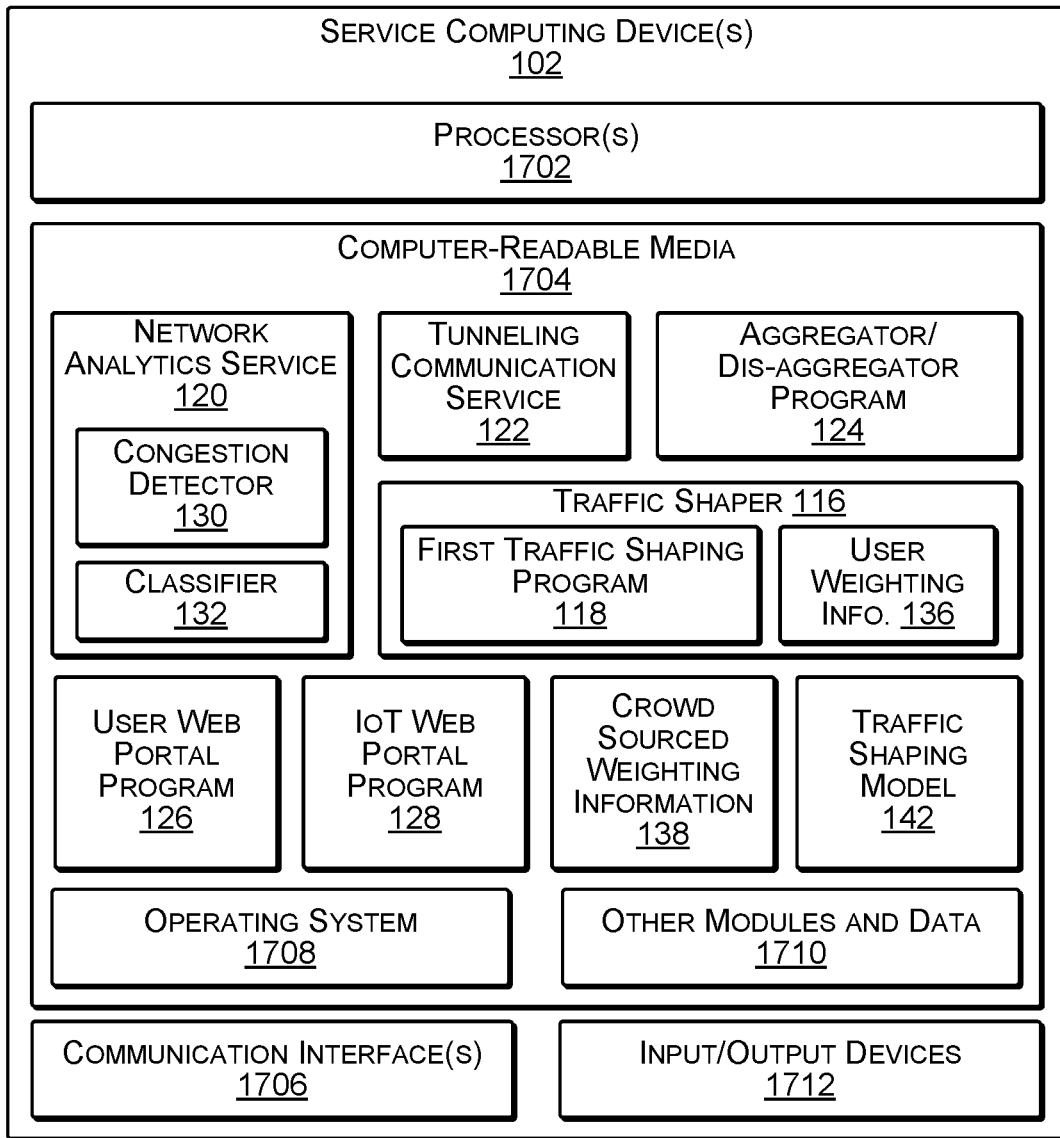 SERVICE COMPUTING DEVICE(S)
102
PROCESSOR(S)
1702
COMPUTER-READABLE MEDIA
1704
NETWORK
ANALYTICS SERVICE
120
CONGESTION
DETECTOR
130
CLASSIFIER
132
TUNNELING
COMMUNICATION
SERVICE
122
AGGREGATOR/
DIS-AGGREGATOR
PROGRAM
124
TRAFFIC SHAPER 116
FIRST TRAFFIC SHAPING
PROGRAM
118
USER
WEIGHTING
INFO. 136
USER WEB
PORTAL
PROGRAM
126
IOT WEB
PORTAL
PROGRAM
128
CROWD
SOURCED
WEIGHTING
INFORMATION
138
TRAFFIC
SHAPING
MODEL
142
OPERATING SYSTEM
1708
OTHER MODULES AND DATA
1710
COMMUNICATION INTERFACE(S)
1706
INPUT/OUTPUT DEVICES
1712